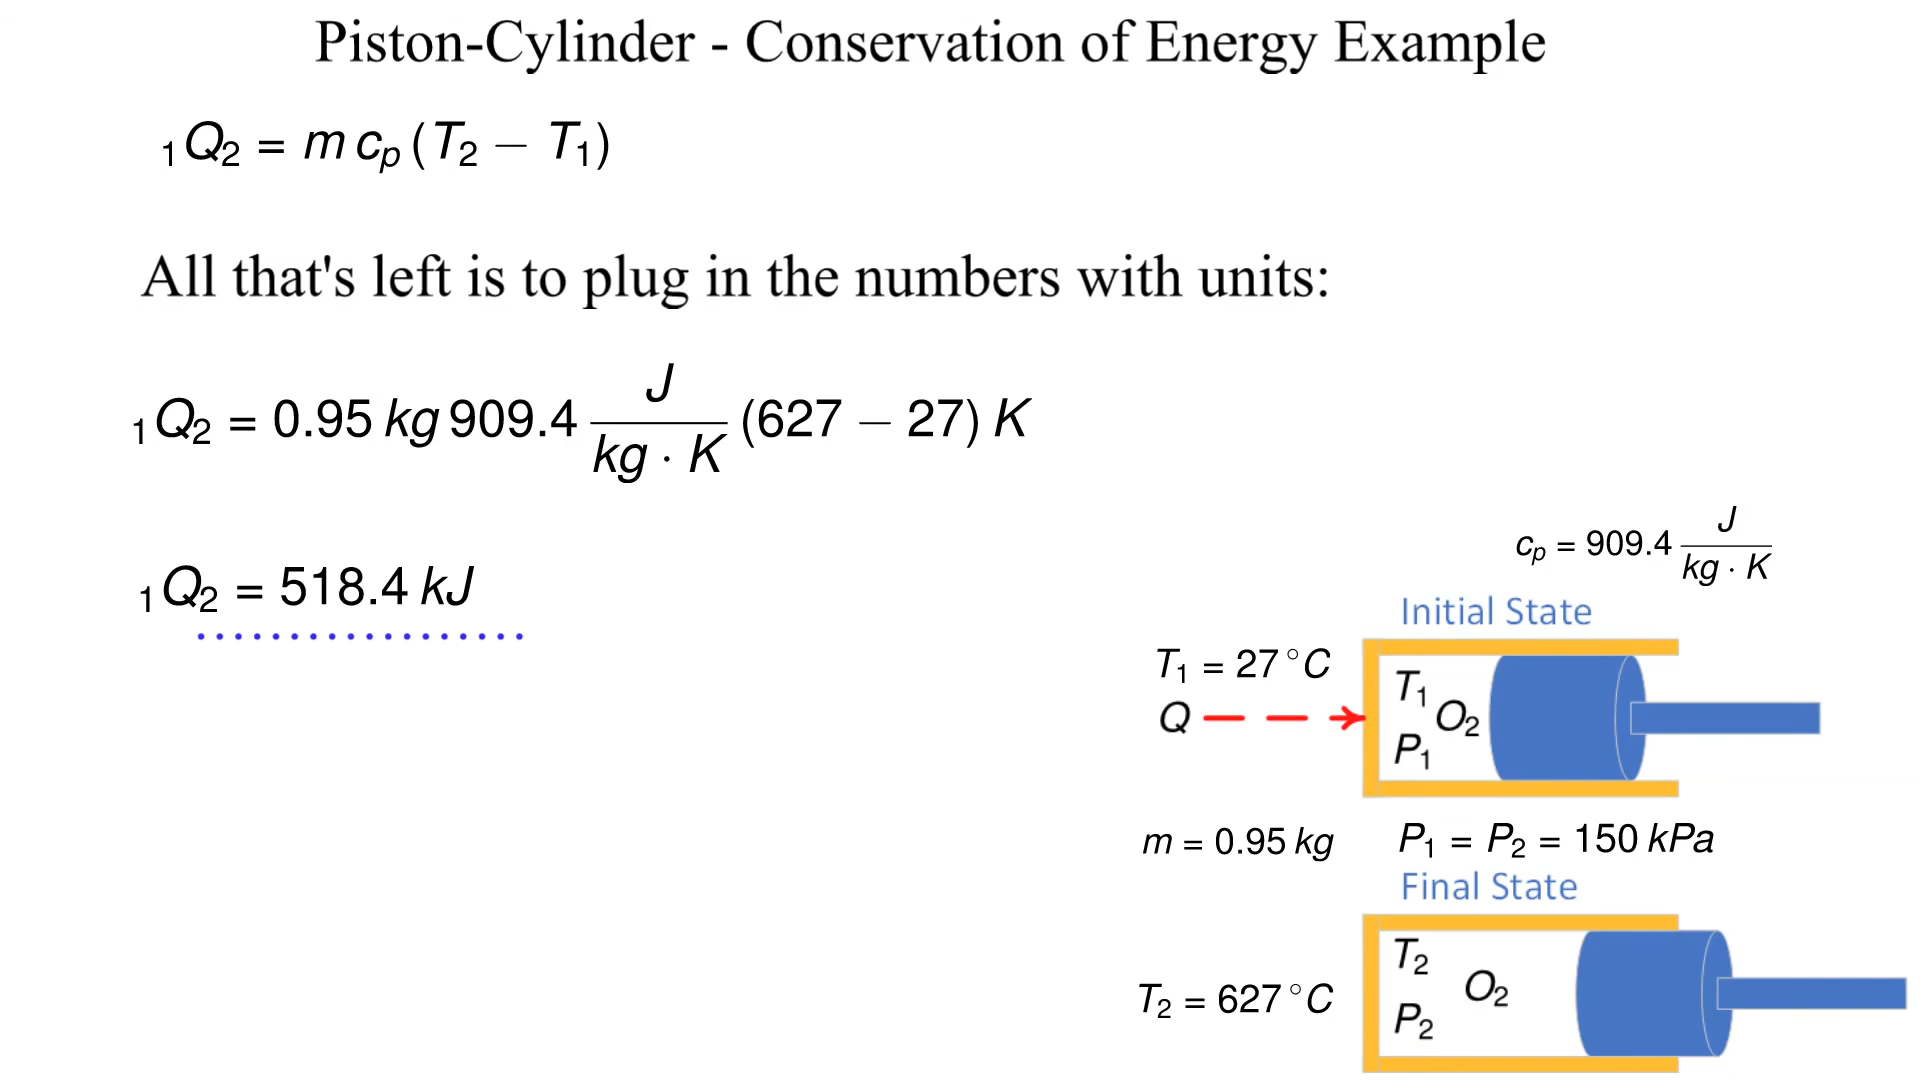 Piston-Cylinder - Conservation of Energy Example
₁Q₂ = m cₚ (T₂ − T₁)
All that's left is to plug in the numbers with units:
₁Q₂ = 0.95 kg 909.4 J / (kg · K) (627 − 27) K
₁Q₂ = 518.4 kJ
cₚ = 909.4 J / (kg · K)
Initial State
T₁ = 27 °C
T₁
Q
O₂
P₁
m = 0.95 kg
P₁ = P₂ = 150 kPa
Final State
T₂
T₂ = 627 °C
O₂
P₂